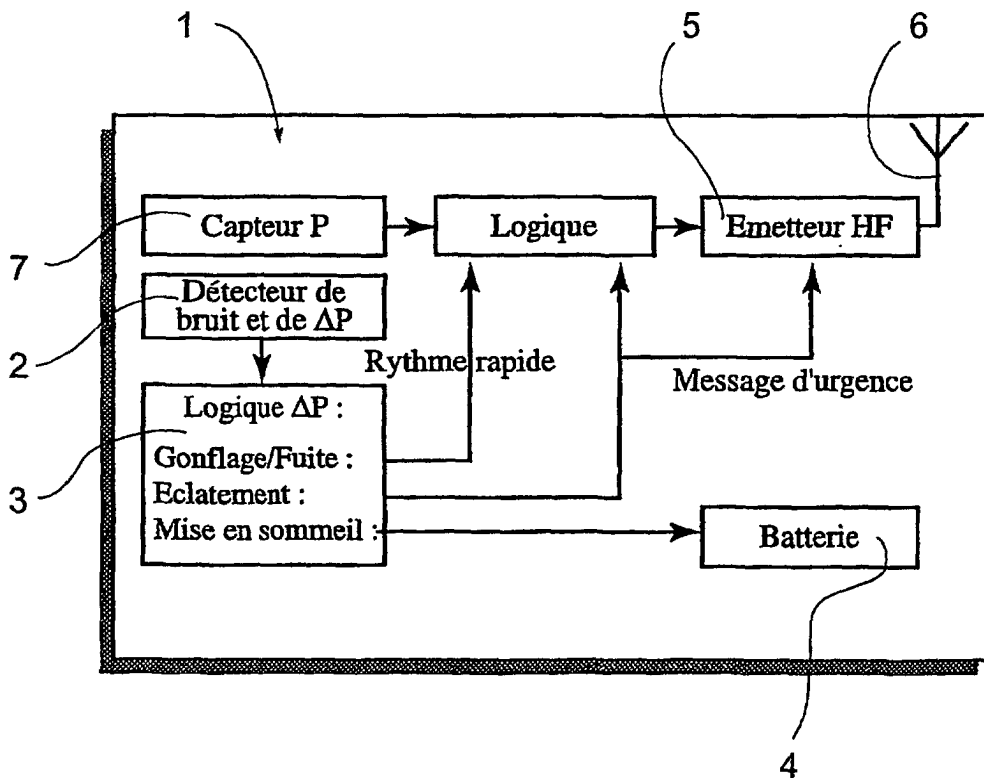 1
5
6
Capteur P
Logique
Emetteur HF
7
Détecteur de
bruit et de ΔP
2
Rythme rapide
Message d'urgence
Logique ΔP :
3
Gonflage/Fuite :
Eclatement :
Mise en sommeil :
Batterie
4